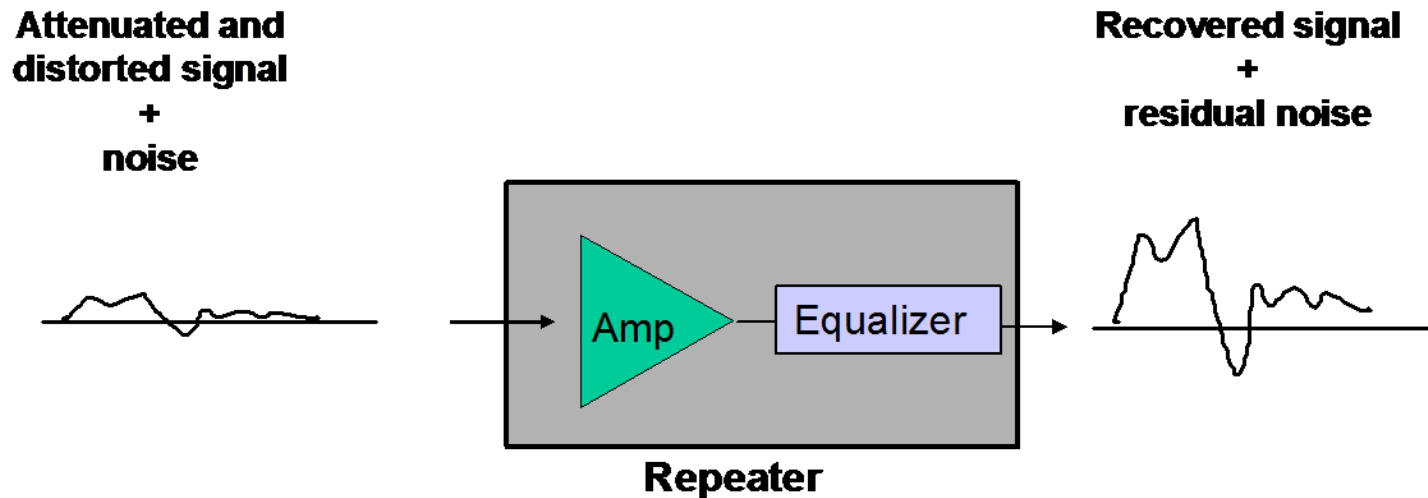 Attenuated and
distorted signal
+
noise
Recovered signal
+
residual noise
Amp
Equalizer
Repeater